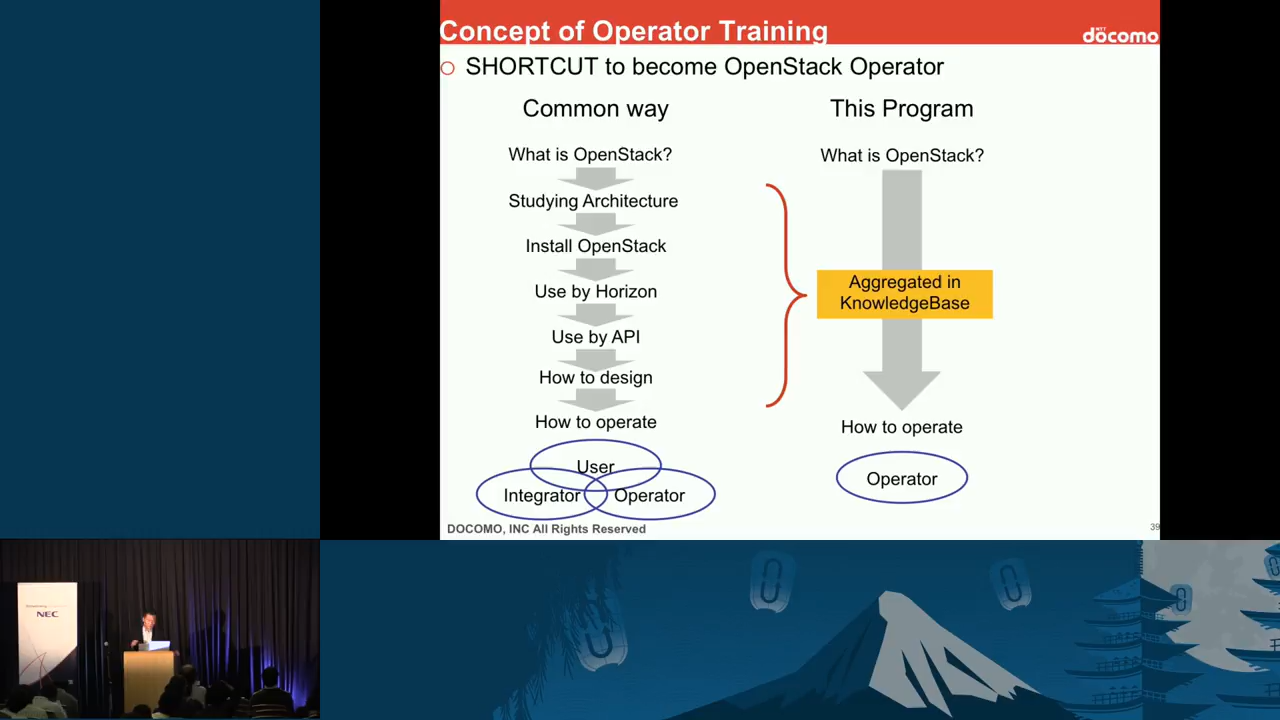 Concept of Operator Training
NTT
docomo
SHORTCUT to become OpenStack Operator
Common way
This Program
What is OpenStack?
Studying Architecture
Install OpenStack
Use by Horizon
Use by API
How to design
How to operate
User
Integrator
Operator
What is OpenStack?
Aggregated in
KnowledgeBase
How to operate
Operator
DOCOMO, INC All Rights Reserved
39
NEC